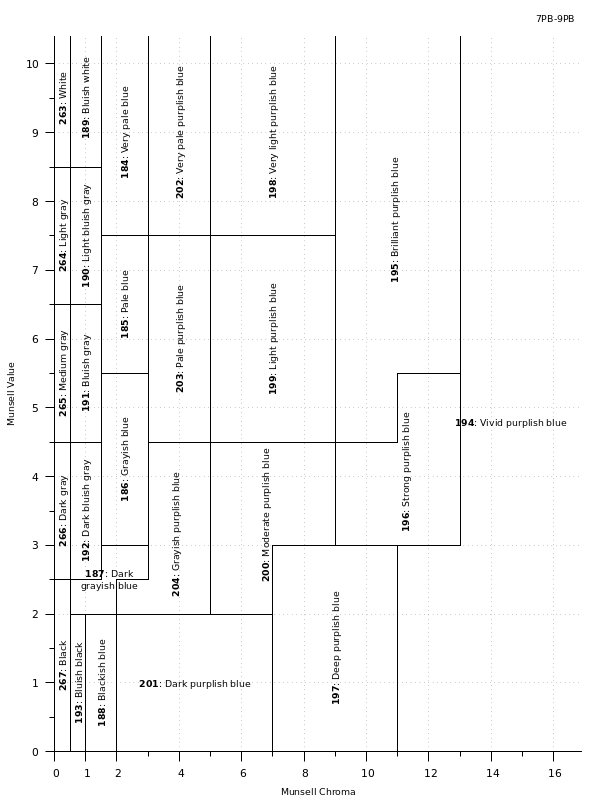 7PB-9PB
10
9
8
7
6
5
4
3
2
1
0
Munsell Value
263: White
189: Bluish white
184: Very pale blue
202: Very pale purplish blue
198: Very light purplish blue
195: Brilliant purplish blue
264: Light gray
190: Light bluish gray
185: Pale blue
203: Pale purplish blue
199: Light purplish blue
265: Medium gray
191: Bluish gray
186: Grayish blue
194: Vivid purplish blue
196: Strong purplish blue
266: Dark gray
192: Dark bluish gray
204: Grayish purplish blue
200: Moderate purplish blue
187: Dark
grayish blue
267: Black
193: Bluish black
188: Blackish blue
201: Dark purplish blue
197: Deep purplish blue
0 1 2 4 6 8 10 12 14 16
Munsell Chroma